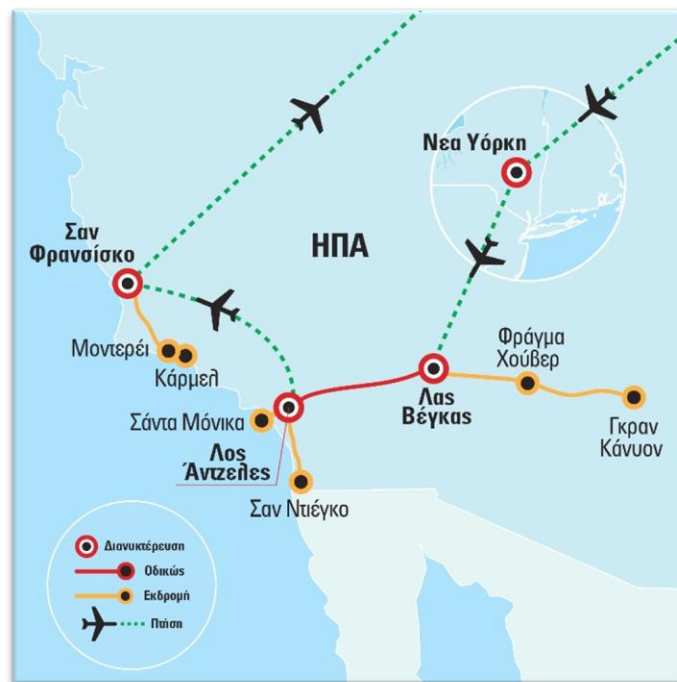 Νεα Υόρκη
Σαν
Φρανσίσκο
ΗΠΑ
Μοντερέι
Κάρμελ
Φράγμα
Χούβερ
Λας
Βέγκας
Γκραν
Κάνυον
Σάντα Μόνικα
Λος
Άντζελες
Σαν Ντιέγκο
Διανυκτέρευση
Οδικώς
Εκδρομή
Πτήση